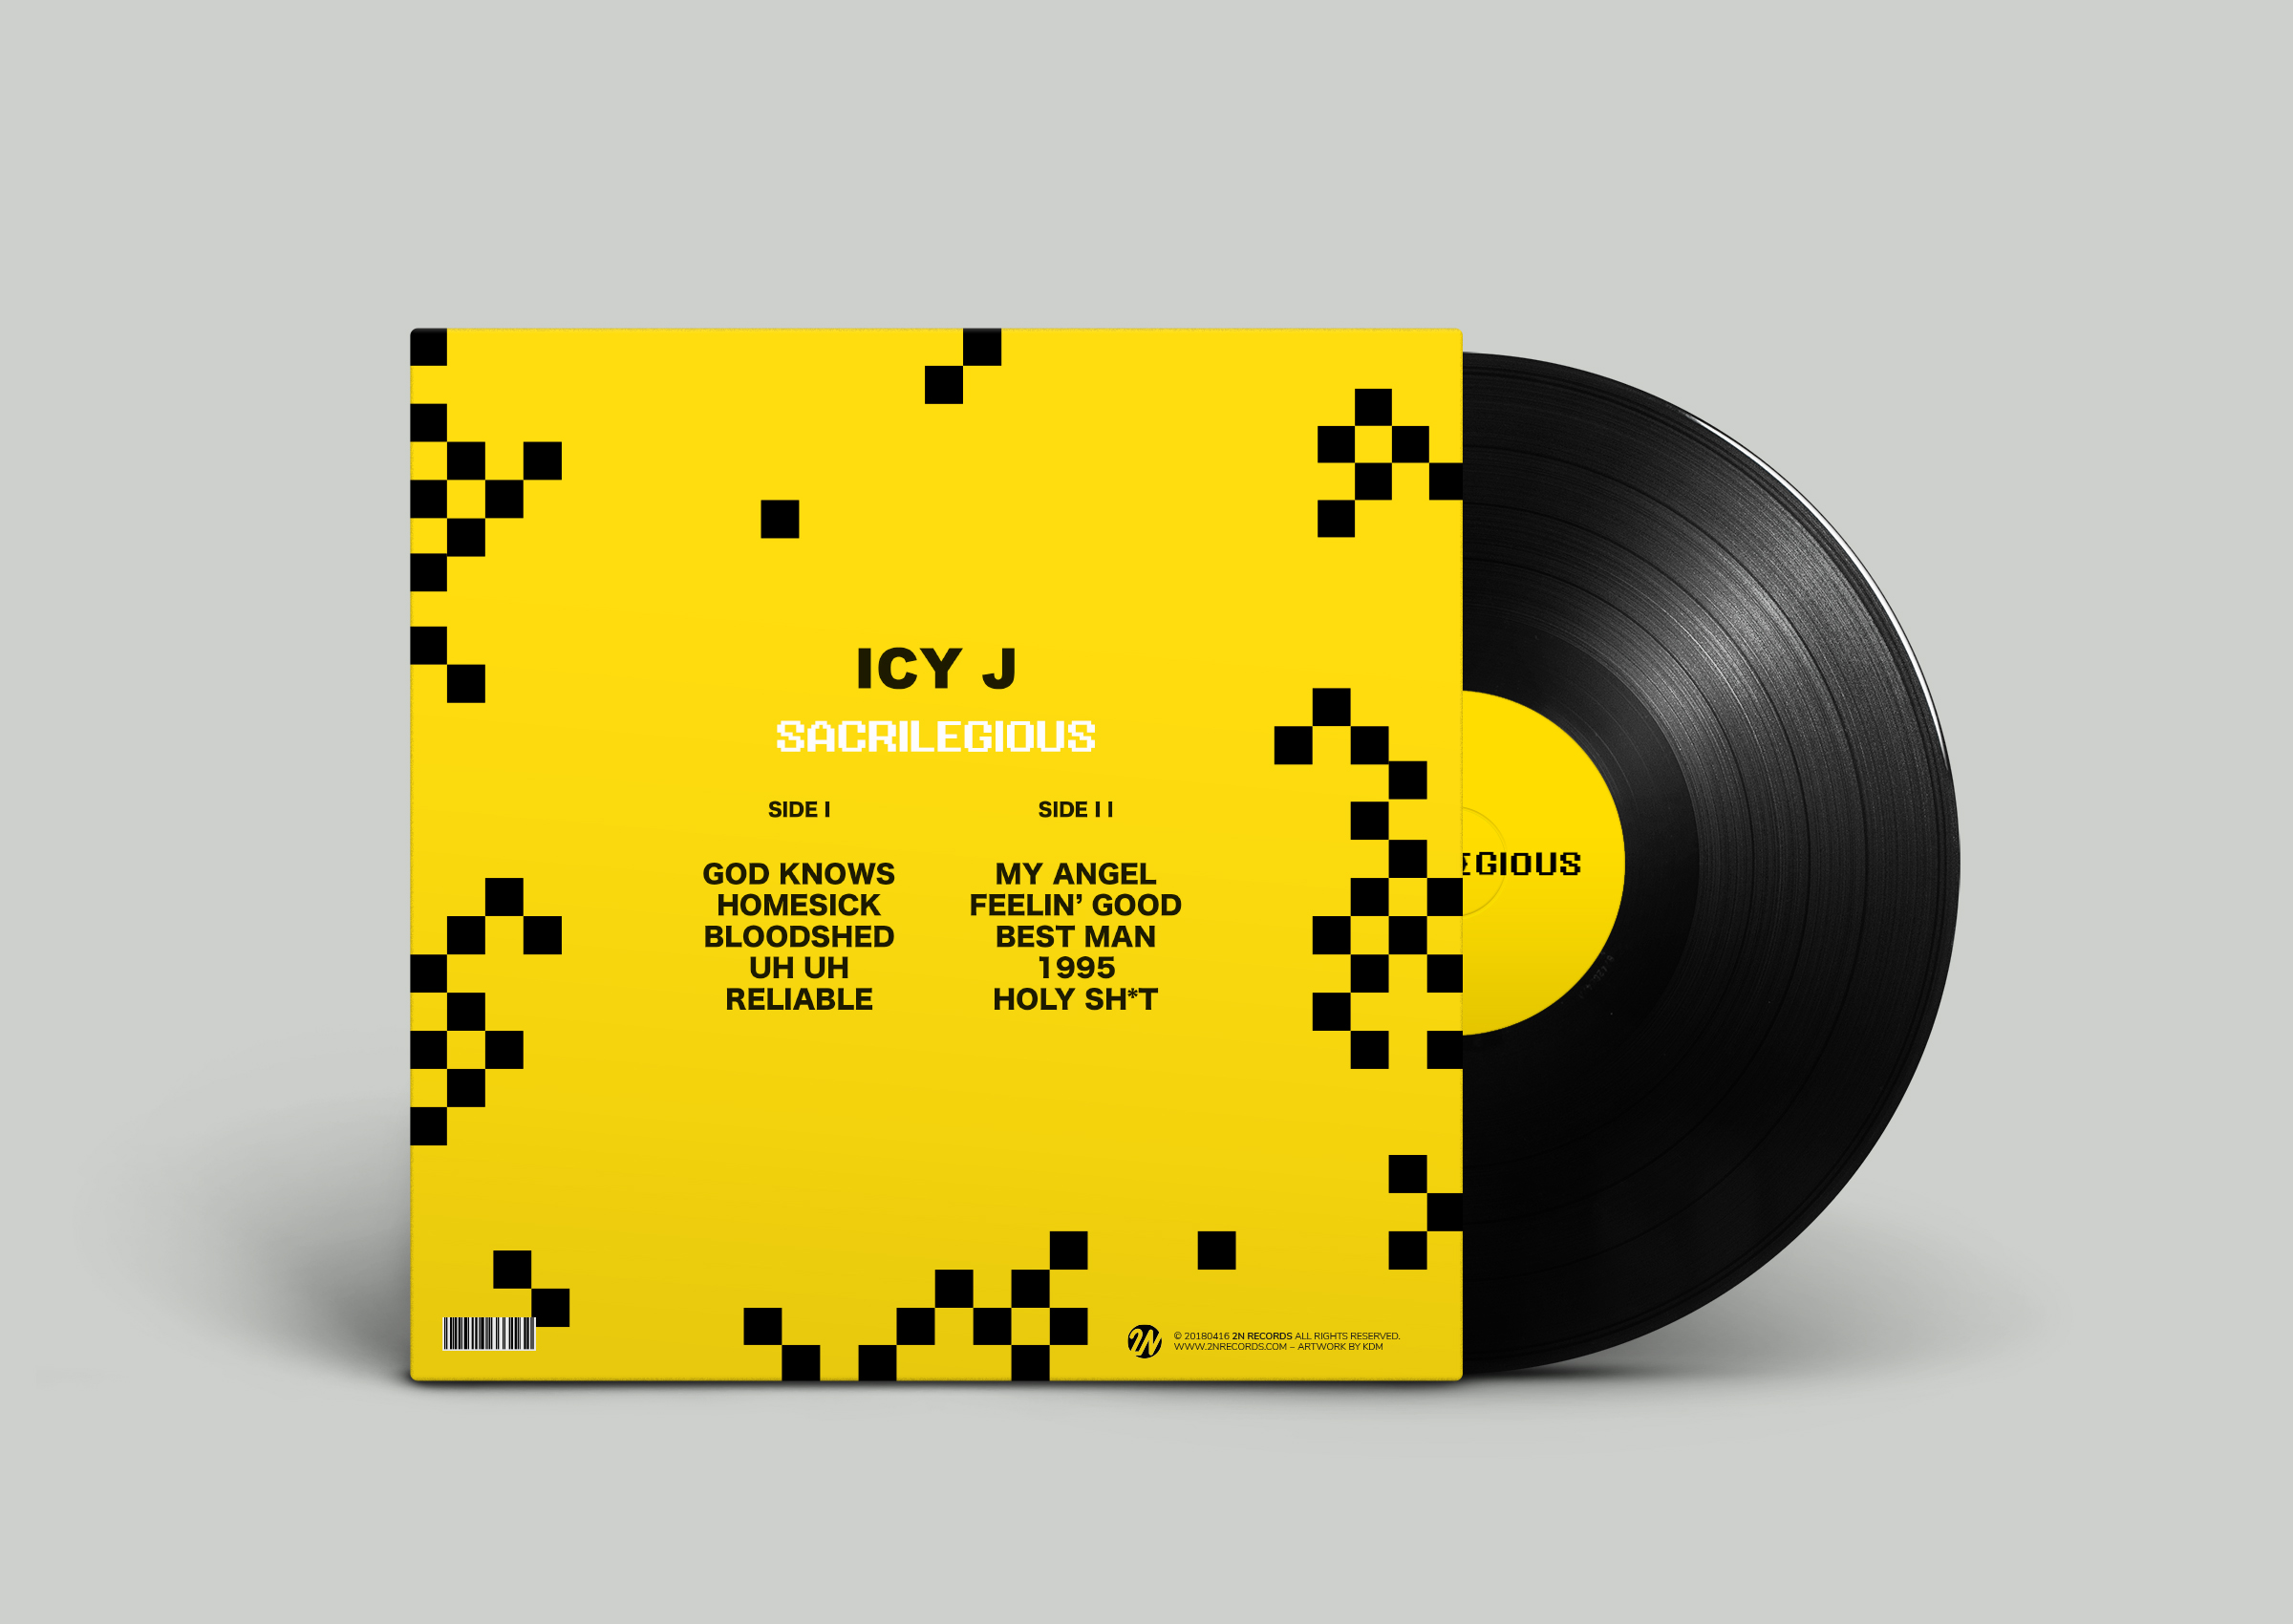 ICY J
SACRILEGIOUS
SIDE I
GOD KNOWS
HOMESICK
BLOODSHED
UH UH
RELIABLE
SIDE I I
MY ANGEL
FEELIN’ GOOD
BEST MAN
1995
HOLY SH*T
EGIOUS
2N
© 20180416 2N RECORDS ALL RIGHTS RESERVED.
WWW.2NRECORDS.COM – ARTWORK BY KDM